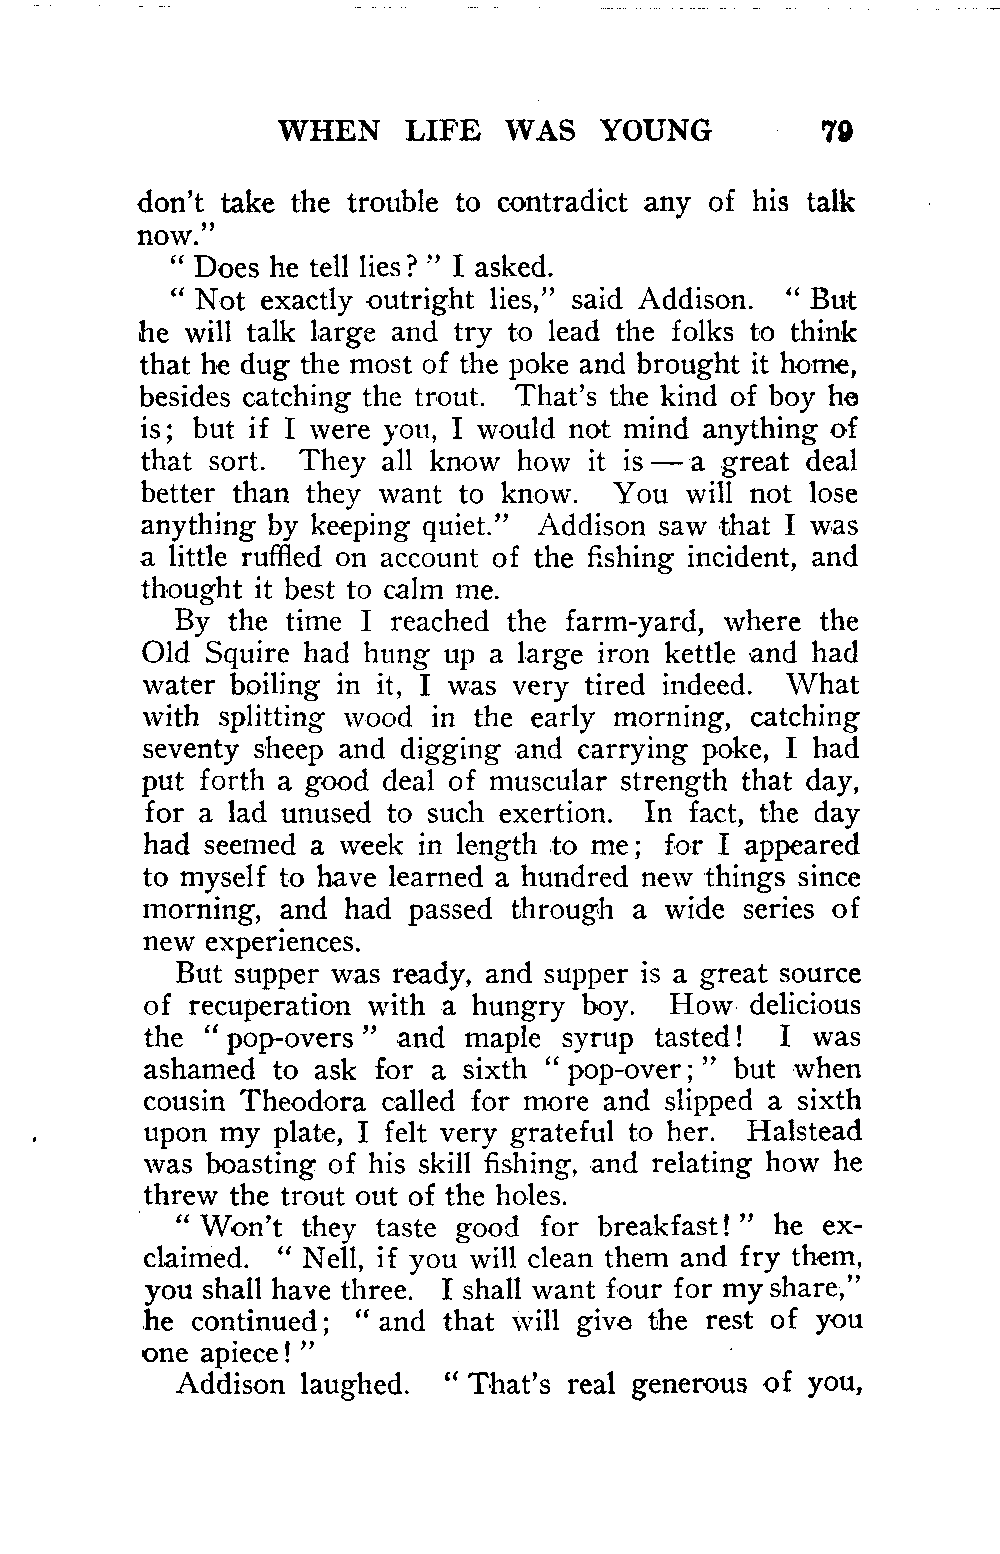 WHEN LIFE WAS YOUNG 79
don't take the trouble to contradict any of his talk
now."
" Does he tell lies? " I asked.
" Not exactly outright lies," said Addison. " But
he will talk large and try to lead the folks to think
that he dug the most of the poke and brought it home,
besides catching the trout. That's the kind of boy he
is; but if I were you, I would not mind anything of
that sort. They all know how it is — a great deal
better than they want to know. You will not lose
anything by keeping quiet." Addison saw that I was
a little ruffled on account of the fishing incident, and
thought it best to calm me.
By the time I reached the farm-yard, where the
Old Squire had hung up a large iron kettle and had
water boiling in it, I was very tired indeed. What
with splitting wood in the early morning, catching
seventy sheep and digging and carrying poke, I had
put forth a good deal of muscular strength that day,
for a lad unused to such exertion. In fact, the day
had seemed a week in length to me; for I appeared
to myself to have learned a hundred new things since
morning, and had passed through a wide series of
new experiences.
But supper was ready, and supper is a great source
of recuperation with a hungry boy. How delicious
the " pop-overs " and maple syrup tasted! I was
ashamed to ask for a sixth " pop-over; " but when
cousin Theodora called for more and slipped a sixth
upon my plate, I felt very grateful to her. Halstead
was boasting of his skill fishing, and relating how he
threw the trout out of the holes.
" Won't they taste good for breakfast! " he ex-
claimed. " Nell, if you will clean them and fry them,
you shall have three. I shall want four for my share,"
he continued; " and that will give the rest of you
one apiece! "
Addison laughed. " That's real generous of you,